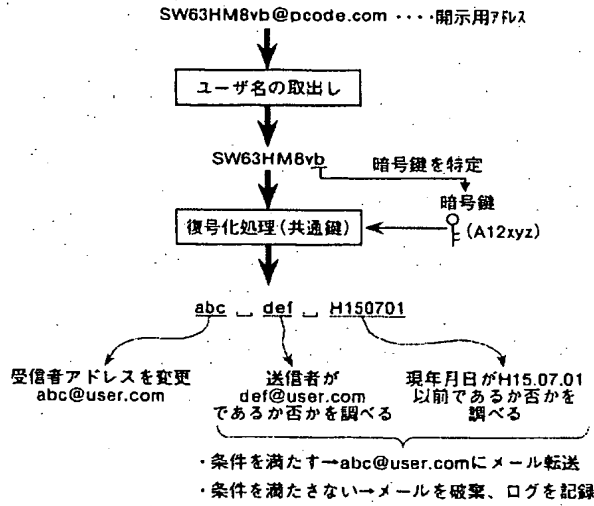 SW63HM8vb@pcode.com ····開示用アドレス
ユーザ名の取出し
SW63HM8vb
暗号鍵を特定
暗号鍵
(A12xyz)
復号化処理(共通鍵)
abc ␣ def ␣ H150701
受信者アドレスを変更
abc@user.com
送信者が
def@user.com
であるか否かを調べる
現年月日がH15.07.01
以前であるか否かを
調べる
・条件を満たす→abc@user.comにメール転送
・条件を満たさない→メールを破棄、ログを記録